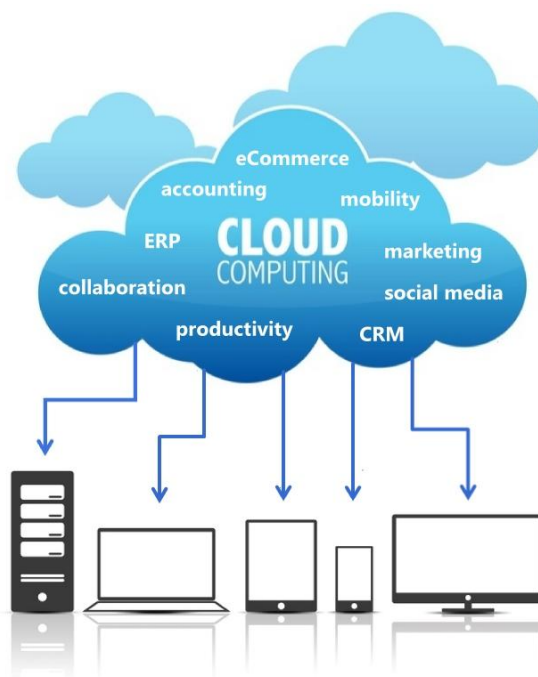 eCommerce
accounting
mobility
ERP
CLOUD
COMPUTING
marketing
collaboration
social media
productivity
CRM